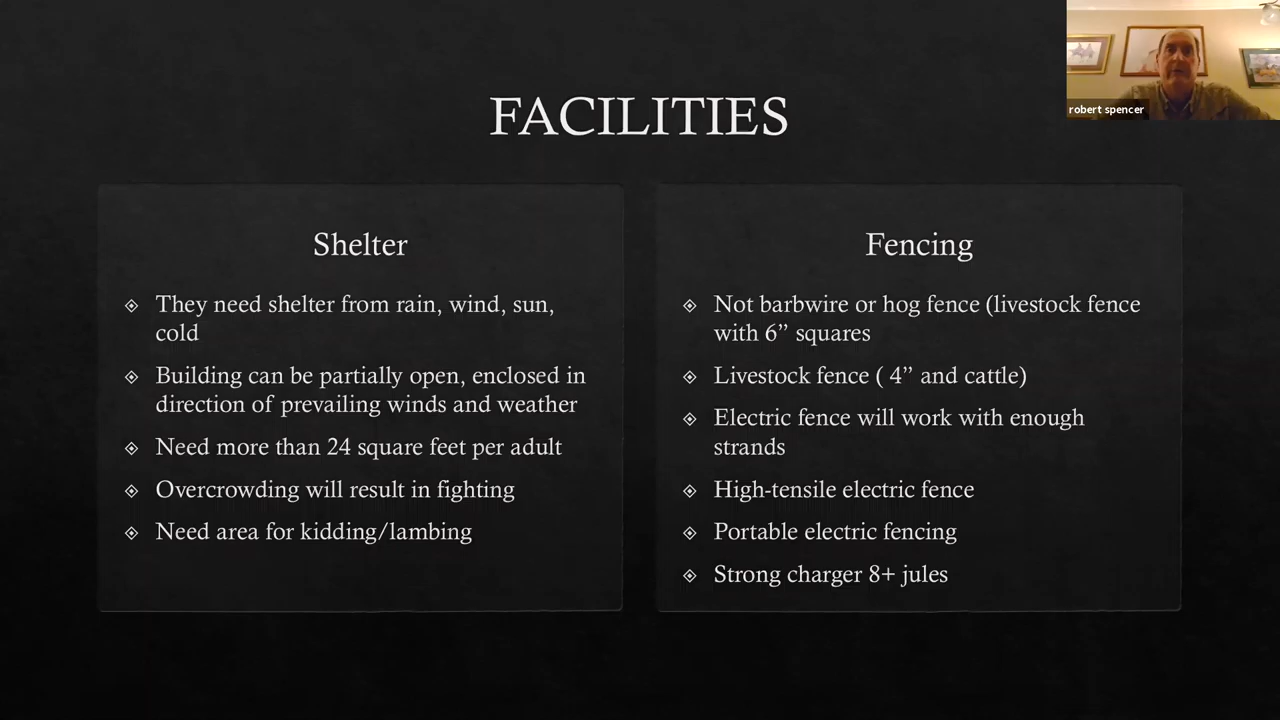 robert spencer
FACILITIES
Shelter
They need shelter from rain, wind, sun,
cold
Building can be partially open, enclosed in
direction of prevailing winds and weather
Need more than 24 square feet per adult
Overcrowding will result in fighting
Need area for kidding/lambing
Fencing
Not barbwire or hog fence (livestock fence
with 6” squares
Livestock fence ( 4” and cattle)
Electric fence will work with enough
strands
High-tensile electric fence
Portable electric fencing
Strong charger 8+ jules